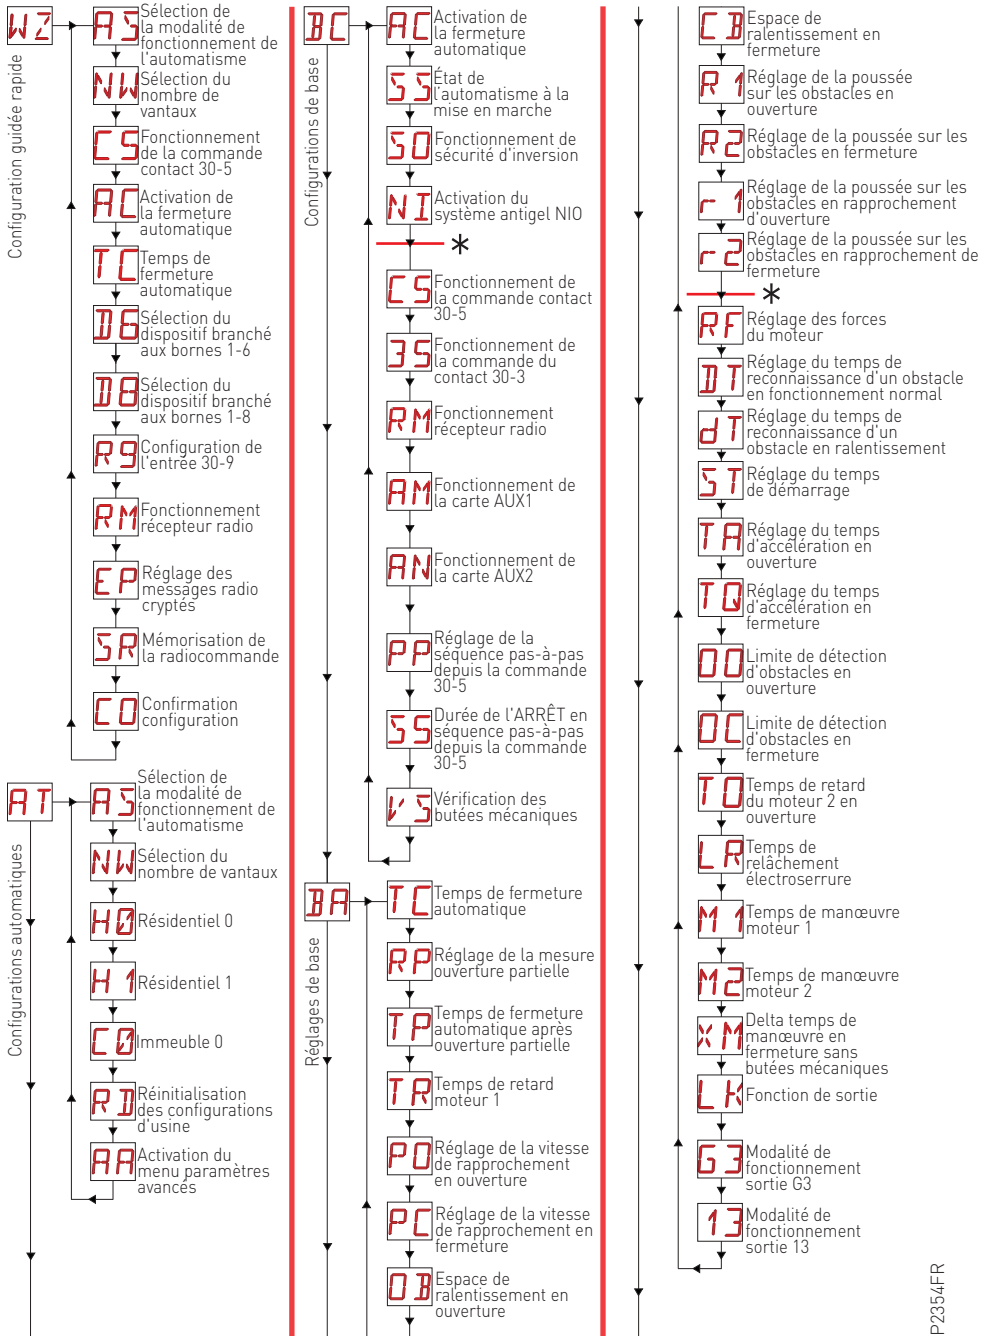 WZ
Configuration guidée rapide
AS
Sélection de
la modalité de
fonctionnement de
l'automatisme
NW
Sélection du
nombre de
vantaux
CS
Fonctionnement
de la commande
contact 30-5
AC
Activation de
la fermeture
automatique
TC
Temps de
fermeture
automatique
D6
Sélection du
dispositif branché
aux bornes 1-6
D8
Sélection du
dispositif branché
aux bornes 1-8
R9
Configuration de
l'entrée 30-9
RM
Fonctionnement
récepteur radio
EP
Réglage des
messages radio
cryptés
SR
Mémorisation de
la radiocommande
CO
Confirmation
configuration
AT
Configurations automatiques
AS
Sélection de
la modalité de
fonctionnement de
l'automatisme
NW
Sélection du
nombre de vantaux
H0
Résidentiel 0
H1
Résidentiel 1
C0
Immeuble 0
RD
Réinitialisation
des configurations
d'usine
AA
Activation du
menu paramètres
avancés
BC
Configurations de base
AC
Activation de
la fermeture
automatique
SS
État de
l'automatisme à la
mise en marche
SO
Fonctionnement de
sécurité d'inversion
NI
Activation du
système antigel NIO
*
CS
Fonctionnement de
la commande contact
30-5
3S
Fonctionnement de
la commande du
contact 30-3
RM
Fonctionnement
récepteur radio
AM
Fonctionnement de
la carte AUX1
AN
Fonctionnement de
la carte AUX2
PP
Réglage de la
séquence pas-à-pas
depuis la commande
30-5
S5
Durée de l'ARRÊT en
séquence pas-à-pas
depuis la commande
30-5
VS
Vérification des
butées mécaniques
BA
Réglages de base
TC
Temps de fermeture
automatique
RP
Réglage de la mesure
ouverture partielle
TP
Temps de fermeture
automatique après
ouverture partielle
TR
Temps de retard
moteur 1
PO
Réglage de la vitesse
de rapprochement
en ouverture
PC
Réglage de la vitesse
de rapprochement en
fermeture
OB
Espace de
ralentissement en
ouverture
CB
Espace de
ralentissement en
fermeture
R1
Réglage de la poussée
sur les obstacles en
ouverture
R2
Réglage de la poussée sur les
obstacles en fermeture
r1
Réglage de la poussée sur les
obstacles en rapprochement
d'ouverture
r2
Réglage de la poussée sur les
obstacles en rapprochement de
fermeture
*
RF
Réglage des forces
du moteur
DT
Réglage du temps de
reconnaissance d'un obstacle
en fonctionnement normal
dT
Réglage du temps de
reconnaissance d'un
obstacle en ralentissement
ST
Réglage du temps
de démarrage
TA
Réglage du temps
d'accélération en
ouverture
TQ
Réglage du temps
d'accélération en
fermeture
OO
Limite de détection
d'obstacles en
ouverture
OC
Limite de détection
d'obstacles en
fermeture
TO
Temps de retard
du moteur 2 en
ouverture
LR
Temps de
relâchement
électroserrure
M1
Temps de manœuvre
moteur 1
M2
Temps de manœuvre
moteur 2
XM
Delta temps de
manœuvre en
fermeture sans
butées mécaniques
LK
Fonction de sortie
G3
Modalité de
fonctionnement
sortie G3
13
Modalité de
fonctionnement
sortie 13
P2354FR